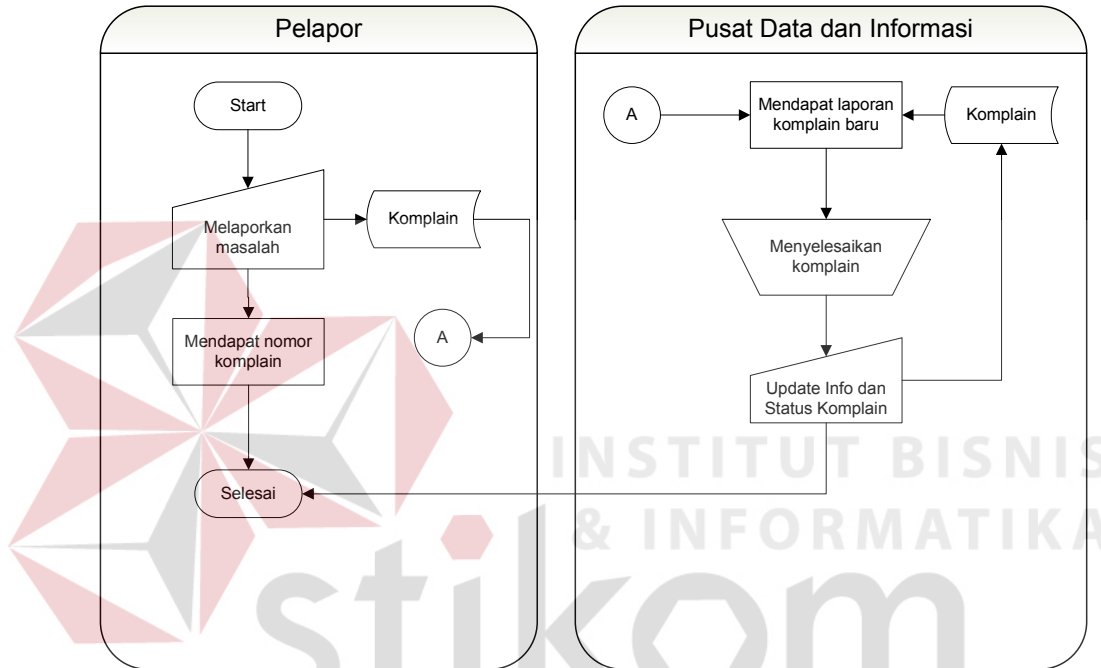 Pelapor
Start
Melaporkan
masalah
Komplain
Mendapat nomor
komplain
A
Selesai
Pusat Data dan Informasi
A
Mendapat laporan
komplain baru
Komplain
Menyelesaikan
komplain
Update Info dan
Status Komplain
INSTITUT BISNIS
& INFORMATIKA
stikom